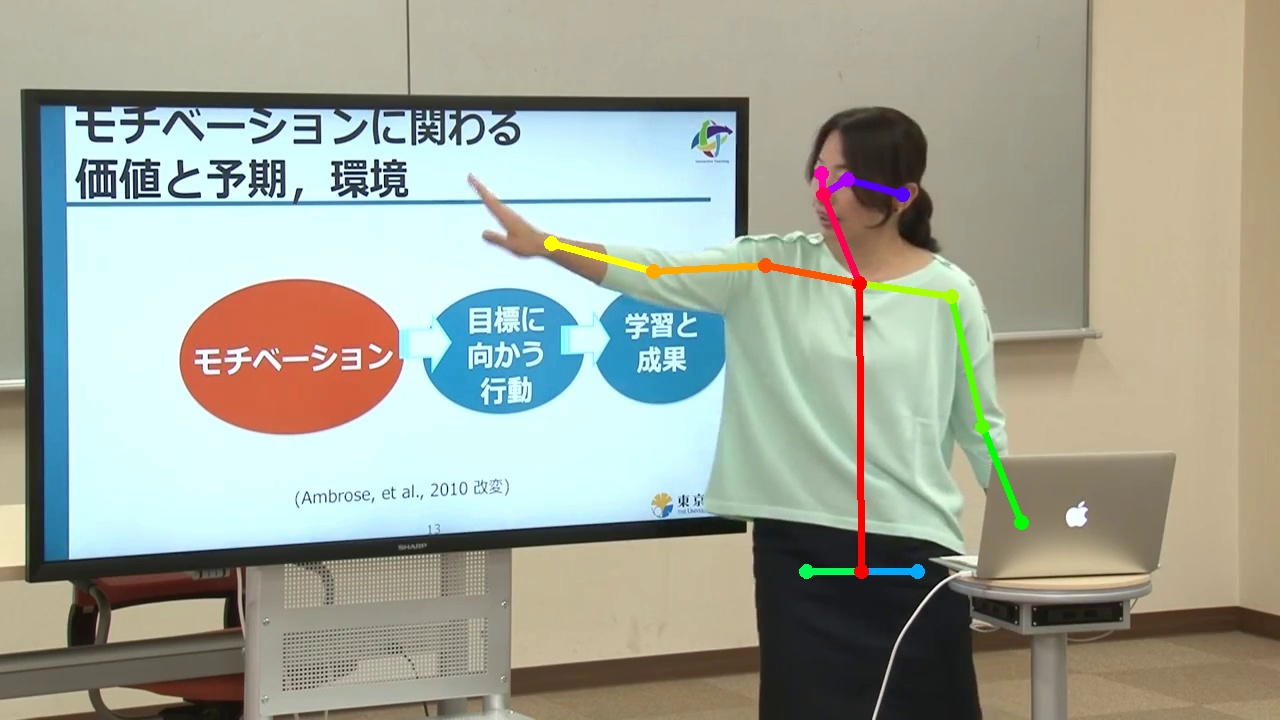 モチベーションに関わる
価値と予期，環境
モチベーション
目標に
向かう
行動
学習と
成果
(Ambrose, et al., 2010 改変)
東京
13
SHARP